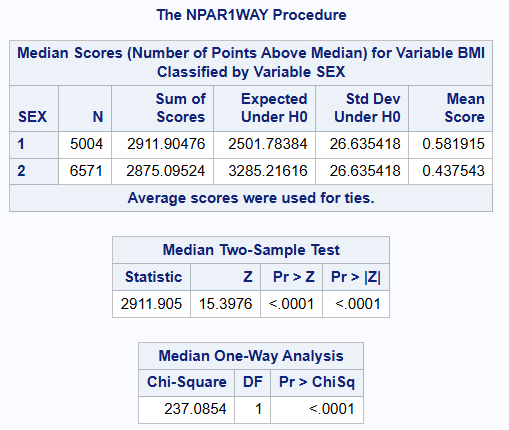 The NPAR1WAY Procedure
Median Scores (Number of Points Above Median) for Variable BMI
Classified by Variable SEX
SEX N Sum of Scores Expected Under H0 Std Dev Under H0 Mean Score
1 5004 2911.90476 2501.78384 26.635418 0.581915
2 6571 2875.09524 3285.21616 26.635418 0.437543
Average scores were used for ties.
Median Two-Sample Test
Statistic Z Pr > Z Pr > |Z|
2911.905 15.3976 <.0001 <.0001
Median One-Way Analysis
Chi-Square DF Pr > ChiSq
237.0854 1 <.0001